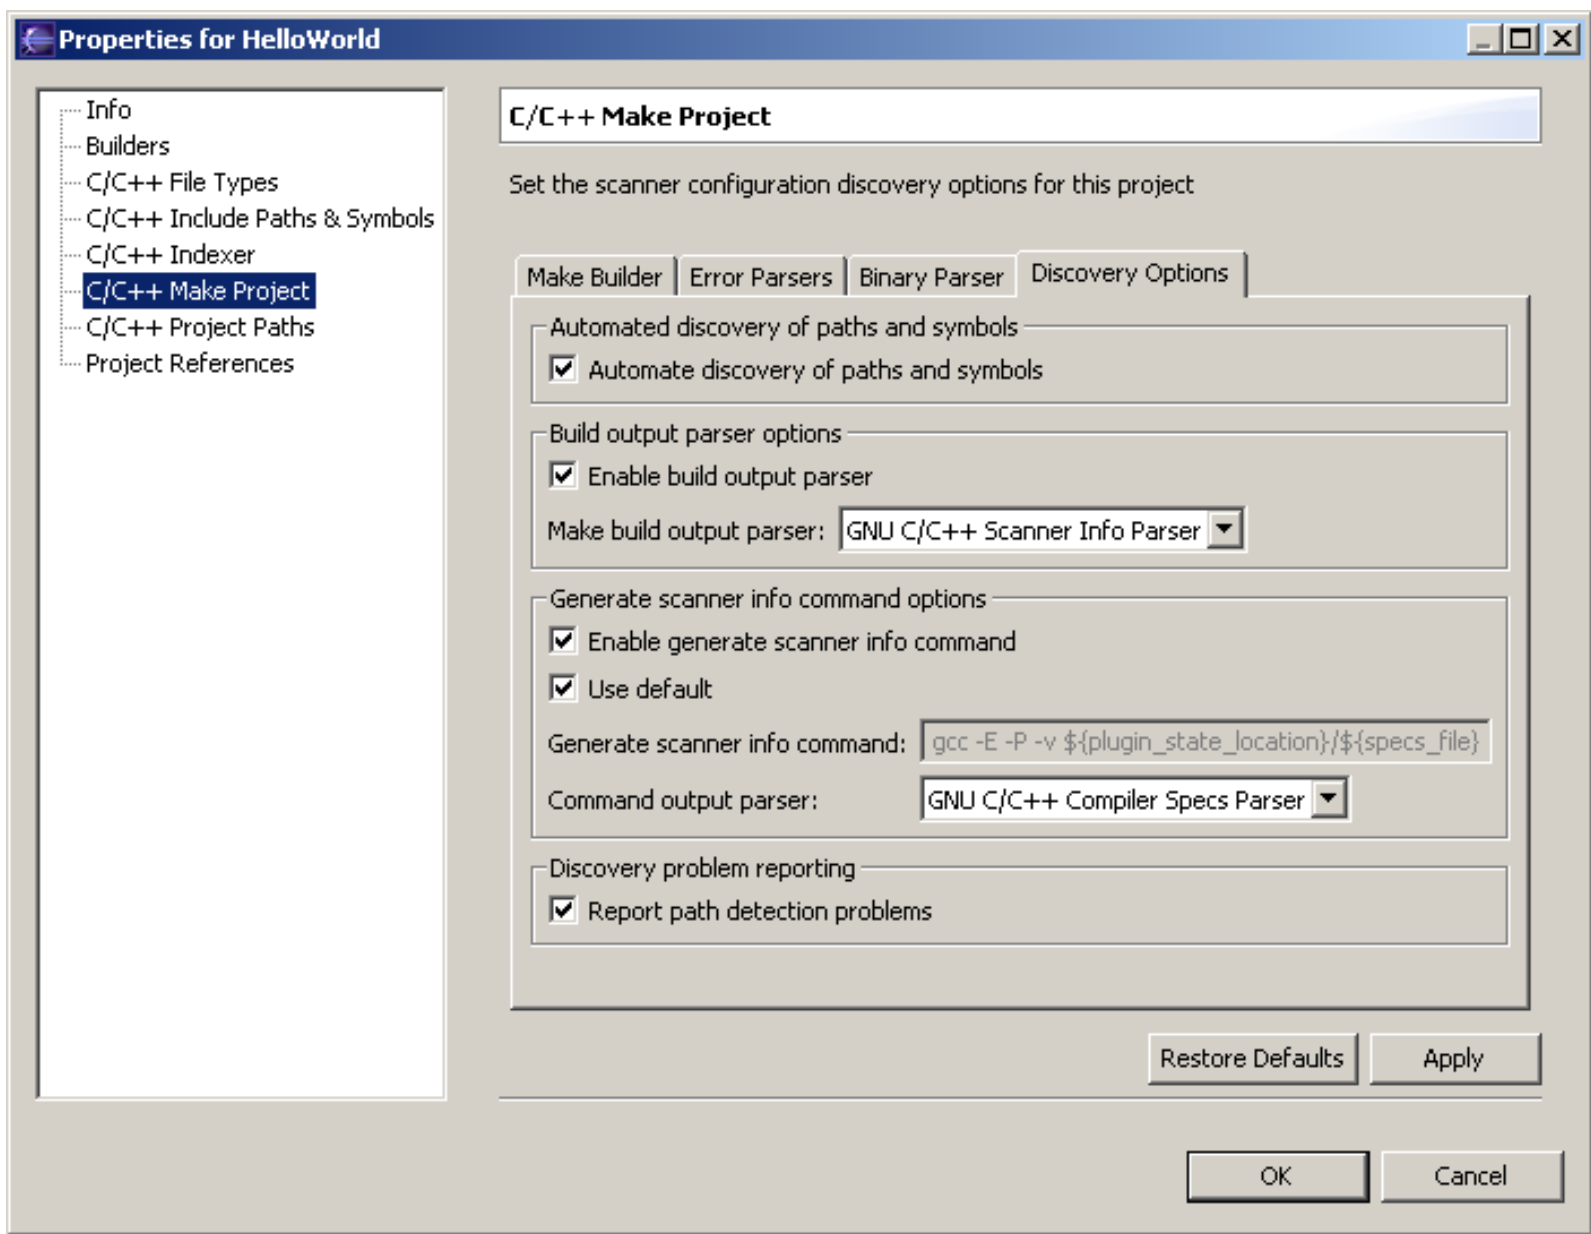 Properties for HelloWorld
Info
Builders
C/C++ File Types
C/C++ Include Paths & Symbols
C/C++ Indexer
C/C++ Make Project
C/C++ Project Paths
Project References
C/C++ Make Project
Set the scanner configuration discovery options for this project
Make Builder Error Parsers Binary Parser Discovery Options
Automated discovery of paths and symbols
Automate discovery of paths and symbols
Build output parser options
Enable build output parser
Make build output parser: GNU C/C++ Scanner Info Parser
Generate scanner info command options
Enable generate scanner info command
Use default
Generate scanner info command: gcc -E -P -v ${plugin_state_location}/${specs_file}
Command output parser: GNU C/C++ Compiler Specs Parser
Discovery problem reporting
Report path detection problems
Restore Defaults Apply
OK Cancel